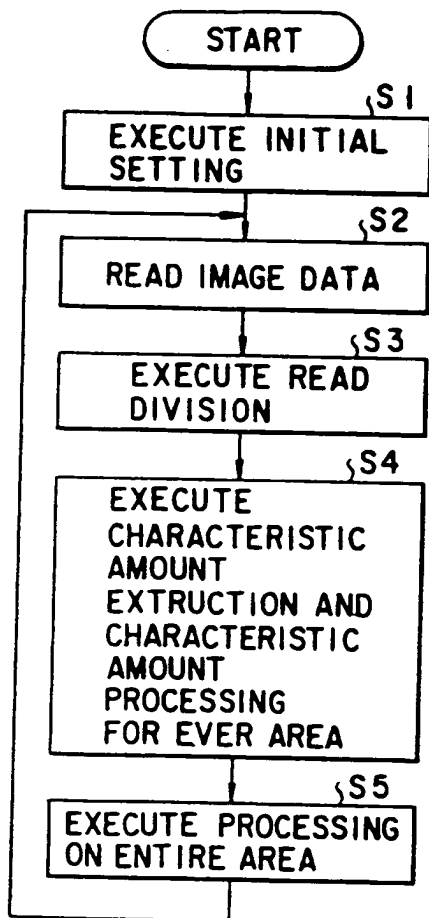 START
S1
EXECUTE INITIAL
SETTING
S2
READ IMAGE DATA
S3
EXECUTE READ
DIVISION
S4
EXECUTE
CHARACTERISTIC
AMOUNT
EXTRUCTION AND
CHARACTERISTIC
AMOUNT
PROCESSING
FOR EVER AREA
S5
EXECUTE PROCESSING
ON ENTIRE AREA